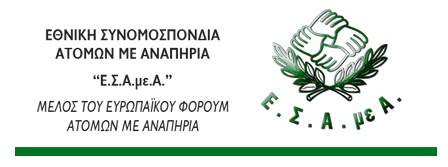 ΕΘΝΙΚΗ ΣΥΝΟΜΟΣΠΟΝΔΙΑ
ΑΤΟΜΩΝ ΜΕ ΑΝΑΠΗΡΙΑ
“Ε.Σ.Α.με.Α.”
ΜΕΛΟΣ ΤΟΥ ΕΥΡΩΠΑΪΚΟΥ ΦΟΡΟΥΜ
ΑΤΟΜΩΝ ΜΕ ΑΝΑΠΗΡΙΑ
Ε. Σ. Α. με Α.